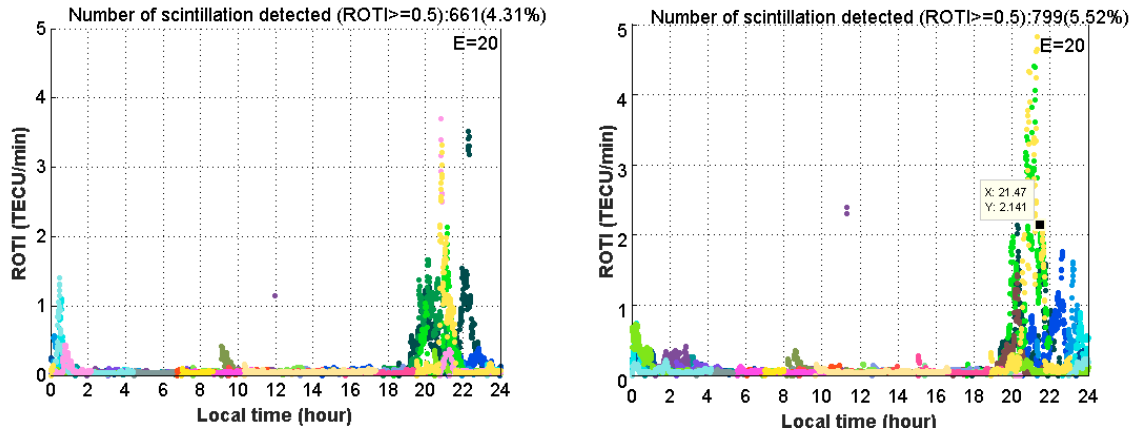 Number of scintillation detected (ROTI>=0.5):661(4.31%)
E=20
5
4
3
2
1
0
ROTI (TECU/min)
0 2 4 6 8 10 12 14 16 18 20 22 24
Local time (hour)
Number of scintillation detected (ROTI>=0.5):799(5.52%)
E=20
5
4
3
2
1
0
ROTI (TECU/min)
X: 21.47
Y: 2.141
0 2 4 6 8 10 12 14 16 18 20 22 24
Local time (hour)